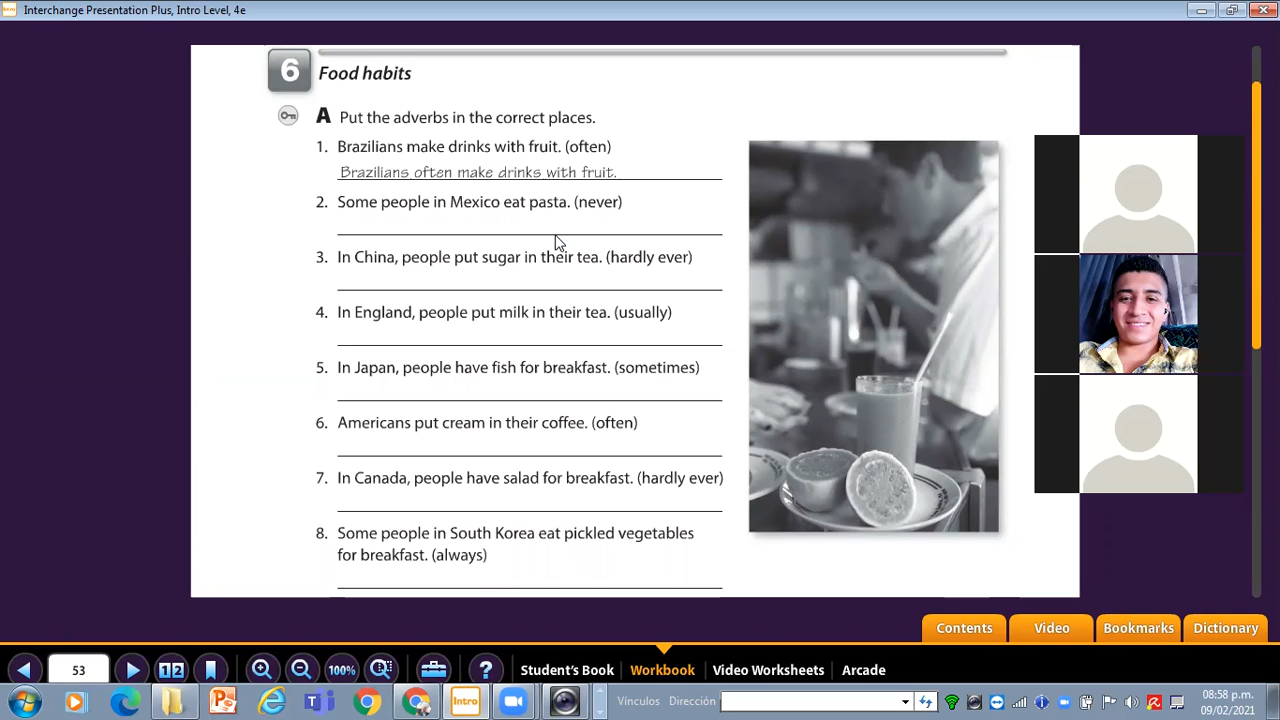 Interchange Presentation Plus, Intro Level, 4e
6 Food habits
A Put the adverbs in the correct places.
1. Brazilians make drinks with fruit. (often)
Brazilians often make drinks with fruit.
2. Some people in Mexico eat pasta. (never)
3. In China, people put sugar in their tea. (hardly ever)
4. In England, people put milk in their tea. (usually)
5. In Japan, people have fish for breakfast. (sometimes)
6. Americans put cream in their coffee. (often)
7. In Canada, people have salad for breakfast. (hardly ever)
8. Some people in South Korea eat pickled vegetables
for breakfast. (always)
Contents Video Bookmarks Dictionary
53 12 100% ? Student's Book Workbook Video Worksheets Arcade
Intro Vínculos Dirección 08:58 p.m.
09/02/2021